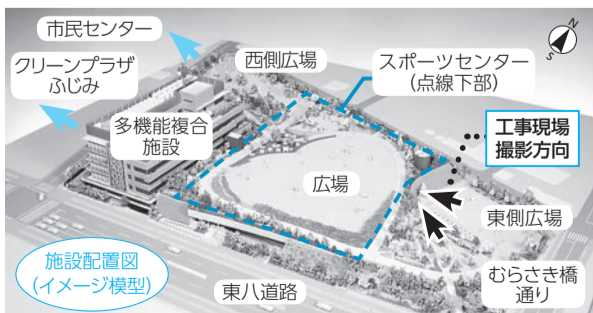 市民センター
西側広場
スポーツセンター
(点線下部)
N
S
クリーンプラザ
ふじみ
多機能複合
施設
工事現場
撮影方向
広場
東側広場
施設配置図
(イメージ模型)
東八道路
むらさき橋
通り